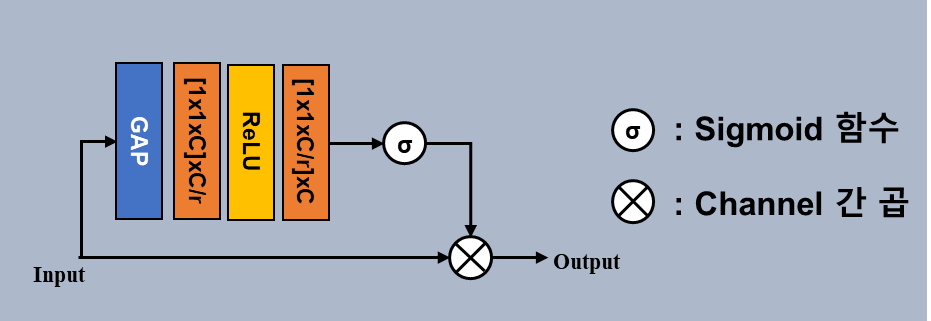 GAP
[1x1xC]xC/r
ReLU
[1x1xC/r]xC
σ
Input
Output
σ : Sigmoid 함수
: Channel 간 곱